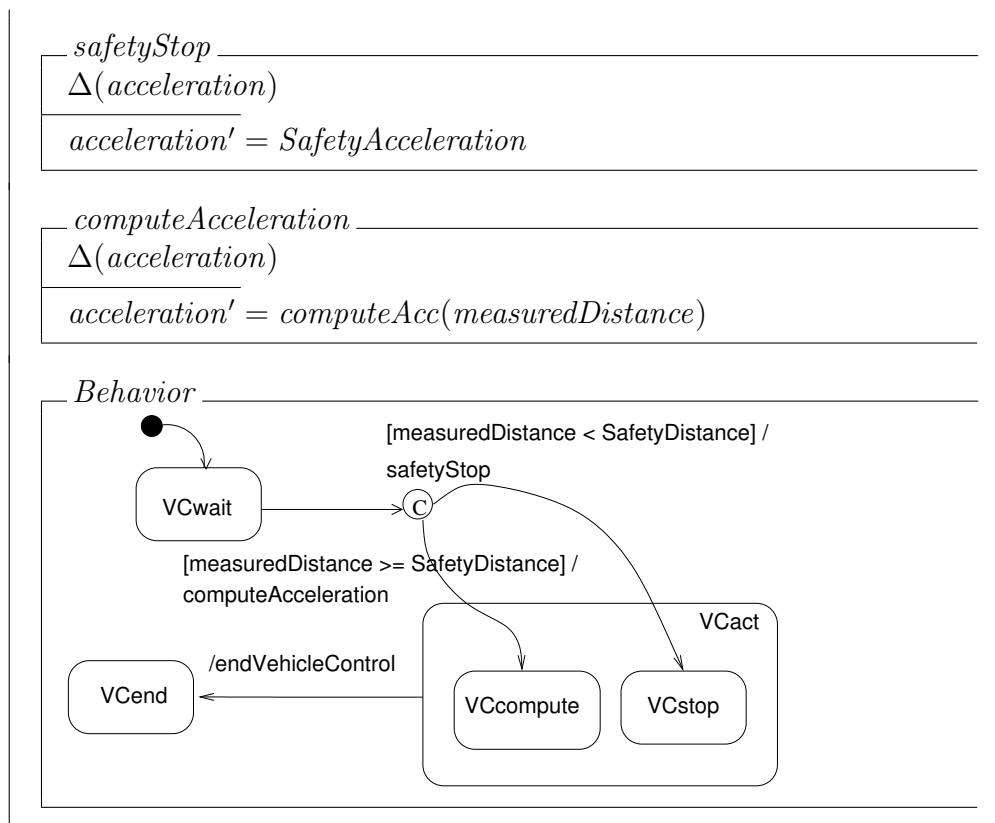 safetyStop
Δ(acceleration)
acceleration′ = SafetyAcceleration
computeAcceleration
Δ(acceleration)
acceleration′ = computeAcc(measuredDistance)
Behavior
[measuredDistance < SafetyDistance] /
safetyStop
VCwait
C
[measuredDistance >= SafetyDistance] /
computeAcceleration
VCact
/endVehicleControl
VCend
VCcompute
VCstop